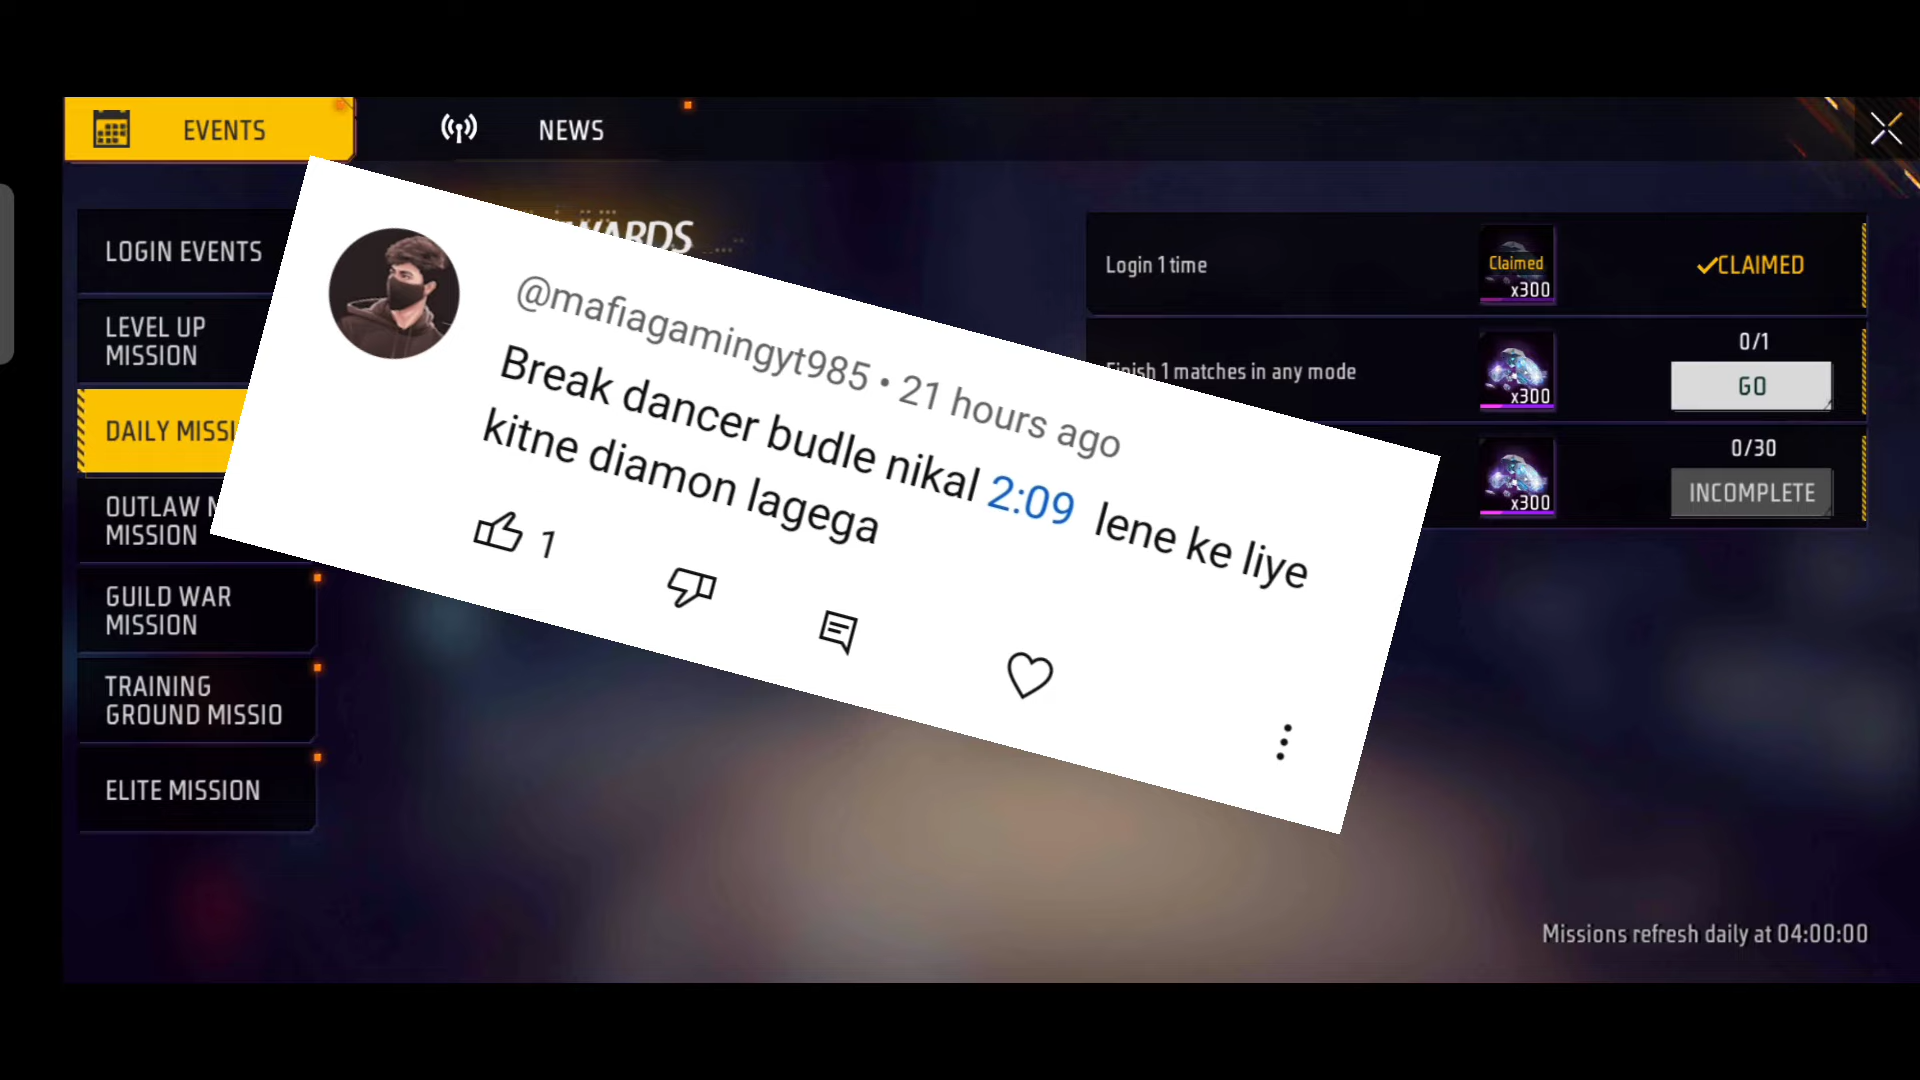 EVENTS
NEWS
LOGIN EVENTS
LEVEL UP
MISSION
DAILY MISSI
OUTLAW
MISSION
GUILD WAR
MISSION
TRAINING
GROUND MISSIO
ELITE MISSION
@mafiagamingyt985 • 21 hours ago
Break dancer budle nikal 2:09 lene ke liye
kitne diamon lagega
1
Login 1 time
Claimed
x300
CLAIMED
Finish 1 matches in any mode
x300
0/1
GO
x300
0/30
INCOMPLETE
Missions refresh daily at 04:00:00